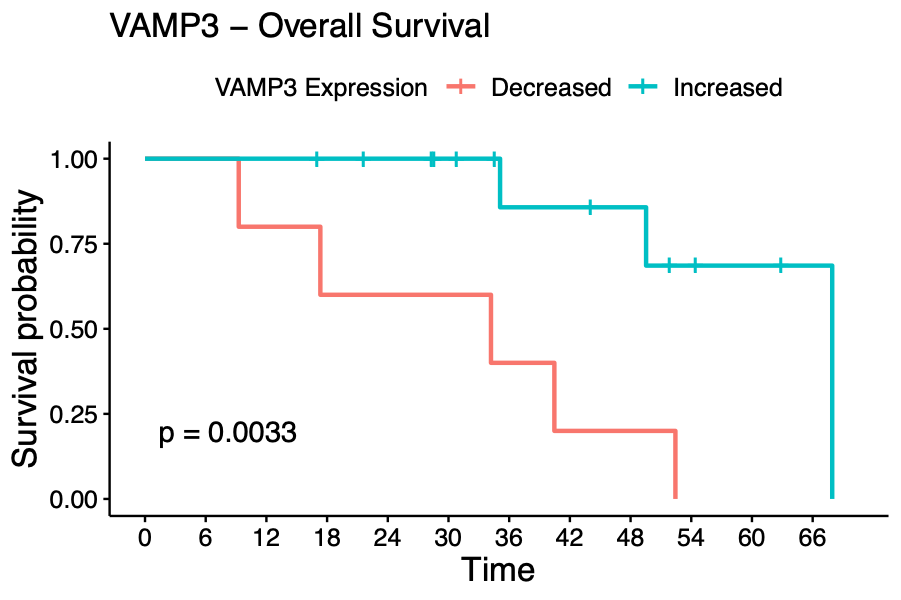 VAMP3 – Overall Survival
VAMP3 Expression Decreased Increased
Survival probability
1.00
0.75
0.50
0.25
0.00
p = 0.0033
0 6 12 18 24 30 36 42 48 54 60 66
Time